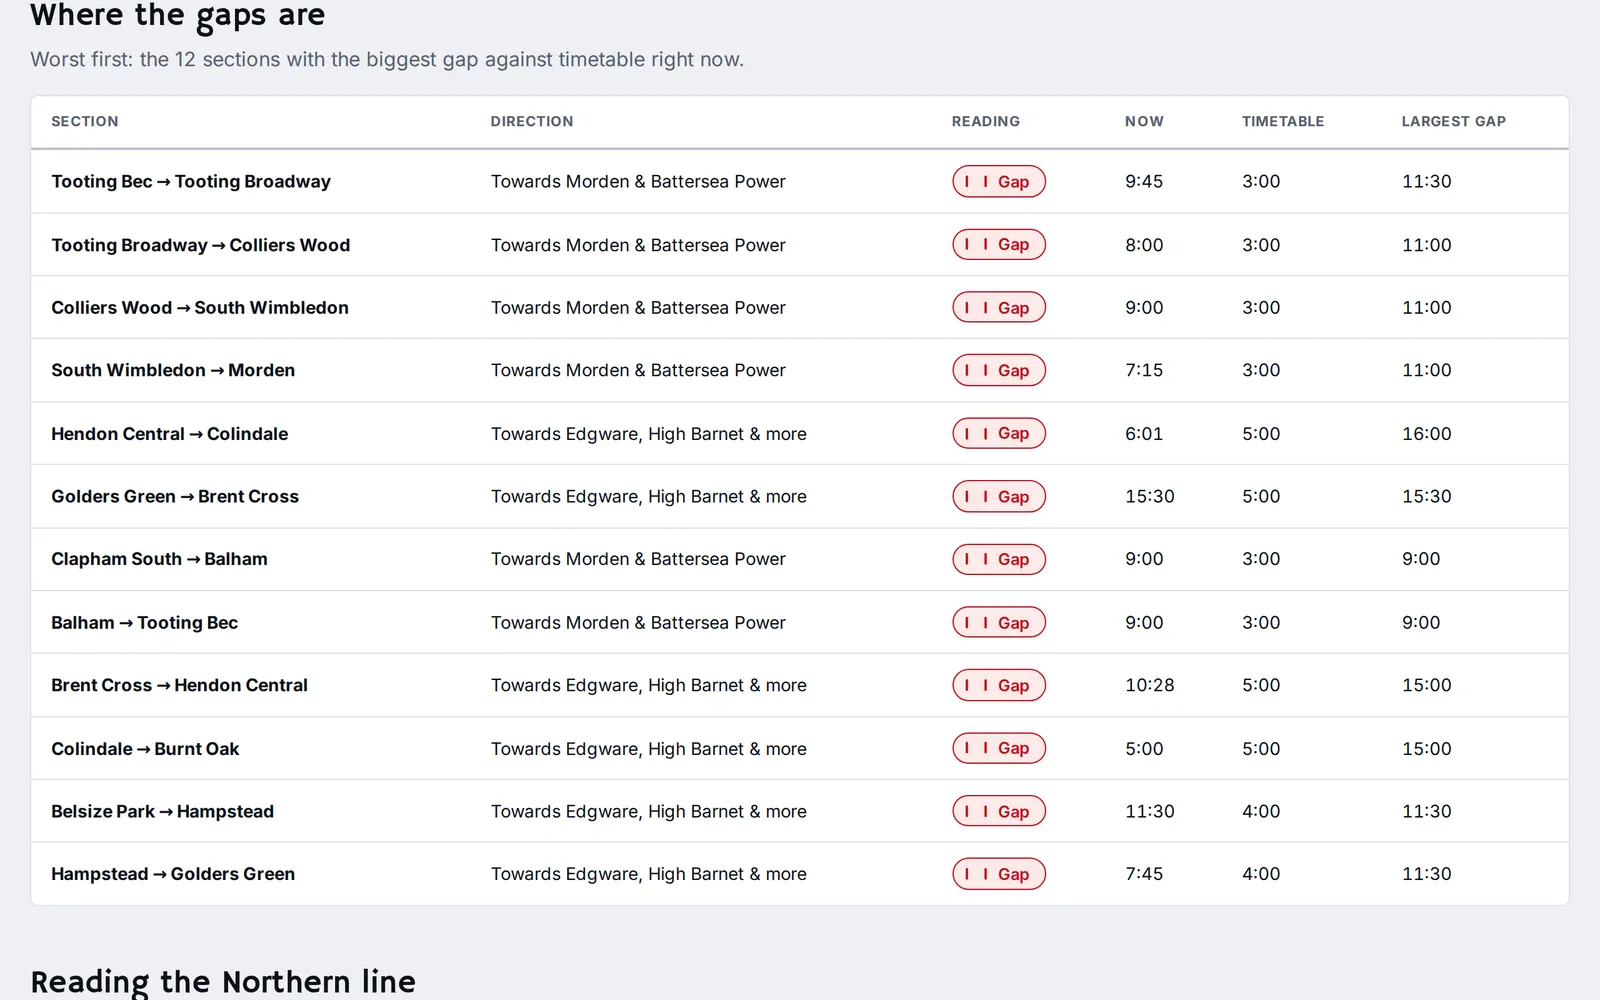 Where the gaps are
Worst first: the 12 sections with the biggest gap against timetable right now.
SECTION DIRECTION READING NOW TIMETABLE LARGEST GAP
Tooting Bec → Tooting Broadway Towards Morden & Battersea Power Gap 9:45 3:00 11:30
Tooting Broadway → Colliers Wood Towards Morden & Battersea Power Gap 8:00 3:00 11:00
Colliers Wood → South Wimbledon Towards Morden & Battersea Power Gap 9:00 3:00 11:00
South Wimbledon → Morden Towards Morden & Battersea Power Gap 7:15 3:00 11:00
Hendon Central → Colindale Towards Edgware, High Barnet & more Gap 6:01 5:00 16:00
Golders Green → Brent Cross Towards Edgware, High Barnet & more Gap 15:30 5:00 15:30
Clapham South → Balham Towards Morden & Battersea Power Gap 9:00 3:00 9:00
Balham → Tooting Bec Towards Morden & Battersea Power Gap 9:00 3:00 9:00
Brent Cross → Hendon Central Towards Edgware, High Barnet & more Gap 10:28 5:00 15:00
Colindale → Burnt Oak Towards Edgware, High Barnet & more Gap 5:00 5:00 15:00
Belsize Park → Hampstead Towards Edgware, High Barnet & more Gap 11:30 4:00 11:30
Hampstead → Golders Green Towards Edgware, High Barnet & more Gap 7:45 4:00 11:30
Reading the Northern line